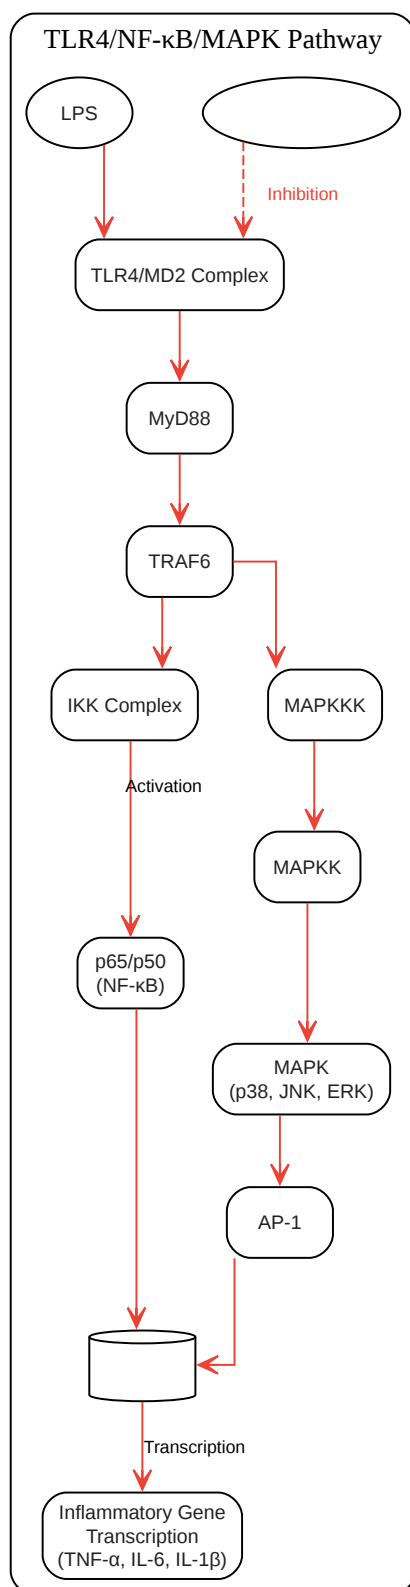 TLR4/NF-κB/MAPK Pathway
LPS
Inhibition
TLR4/MD2 Complex
MyD88
TRAF6
IKK Complex
MAPKKK
Activation
MAPKK
p65/p50
(NF-κB)
MAPK
(p38, JNK, ERK)
AP-1
Transcription
Inflammatory Gene
Transcription
(TNF-α, IL-6, IL-1β)